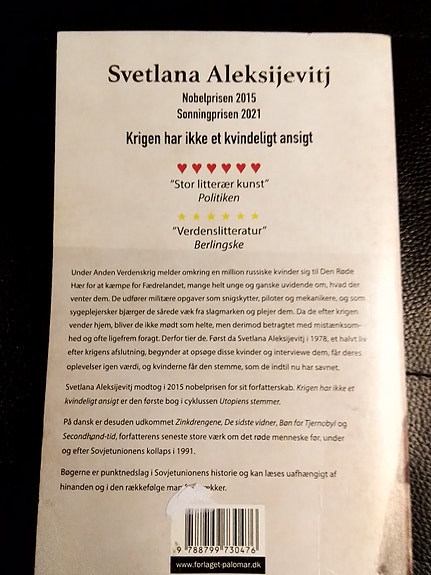 Svetlana Aleksijevitj
Nobelprisen 2015
Sonningprisen 2021
Krigen har ikke et kvindeligt ansigt
"Stor litterær kunst"
Politiken
"Verdenslitteratur"
Berlingske
Under Anden Verdenskrig melder omkring en million russiske kvinder sig til Den Røde
Hær for at kæmpe for Fædrelandet, mange helt unge og ganske uvidende om, hvad der
venter dem. De udfører militære opgaver som snigskytter, piloter og mekanikere, og som
sygeplejersker bjærger de sårede væk fra slagmarken og plejer dem. Da de efter krigen
vender hjem, bliver de ikke mødt som helte, men derimod betragtet med mistænksom-
hed og ofte ligefrem foragt. Derfor tier de. Først da Svetlana Aleksijevitj i 1978, et halvt liv
efter krigens afslutning, begynder at opsøge disse kvinder og interviewe dem, får deres
oplevelser igen værdi, og kvinderne får den stemme, som de indtil nu har savnet.
Svetlana Aleksijevitj modtog i 2015 nobelprisen for sit forfatterskab. Krigen har ikke et
kvindeligt ansigt er den første bog i cyklussen Utopiens stemmer.
På dansk er desuden udkommet Zinkdrengene, De sidste vidner, Bøn for Tjernobyl og
Secondhand-tid, forfatterens seneste store værk om det røde menneske før, under
og efter Sovjetunionens kollaps i 1991.
Bøgerne er punktnedslag i Sovjetunionens historie og kan læses uafhængigt af
hinanden og i den rækkefølge man
9 788799 730476
www.forlaget-palomar.dk